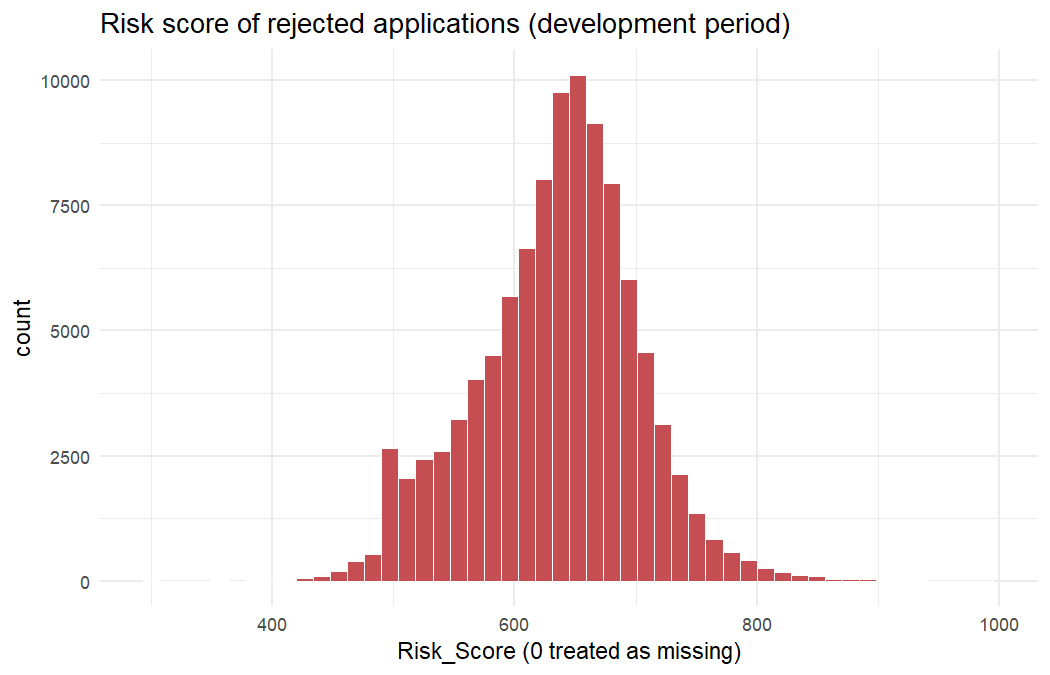 Risk score of rejected applications (development period)
10000
7500
5000
2500
0
count
400 600 800 1000
Risk_Score (0 treated as missing)